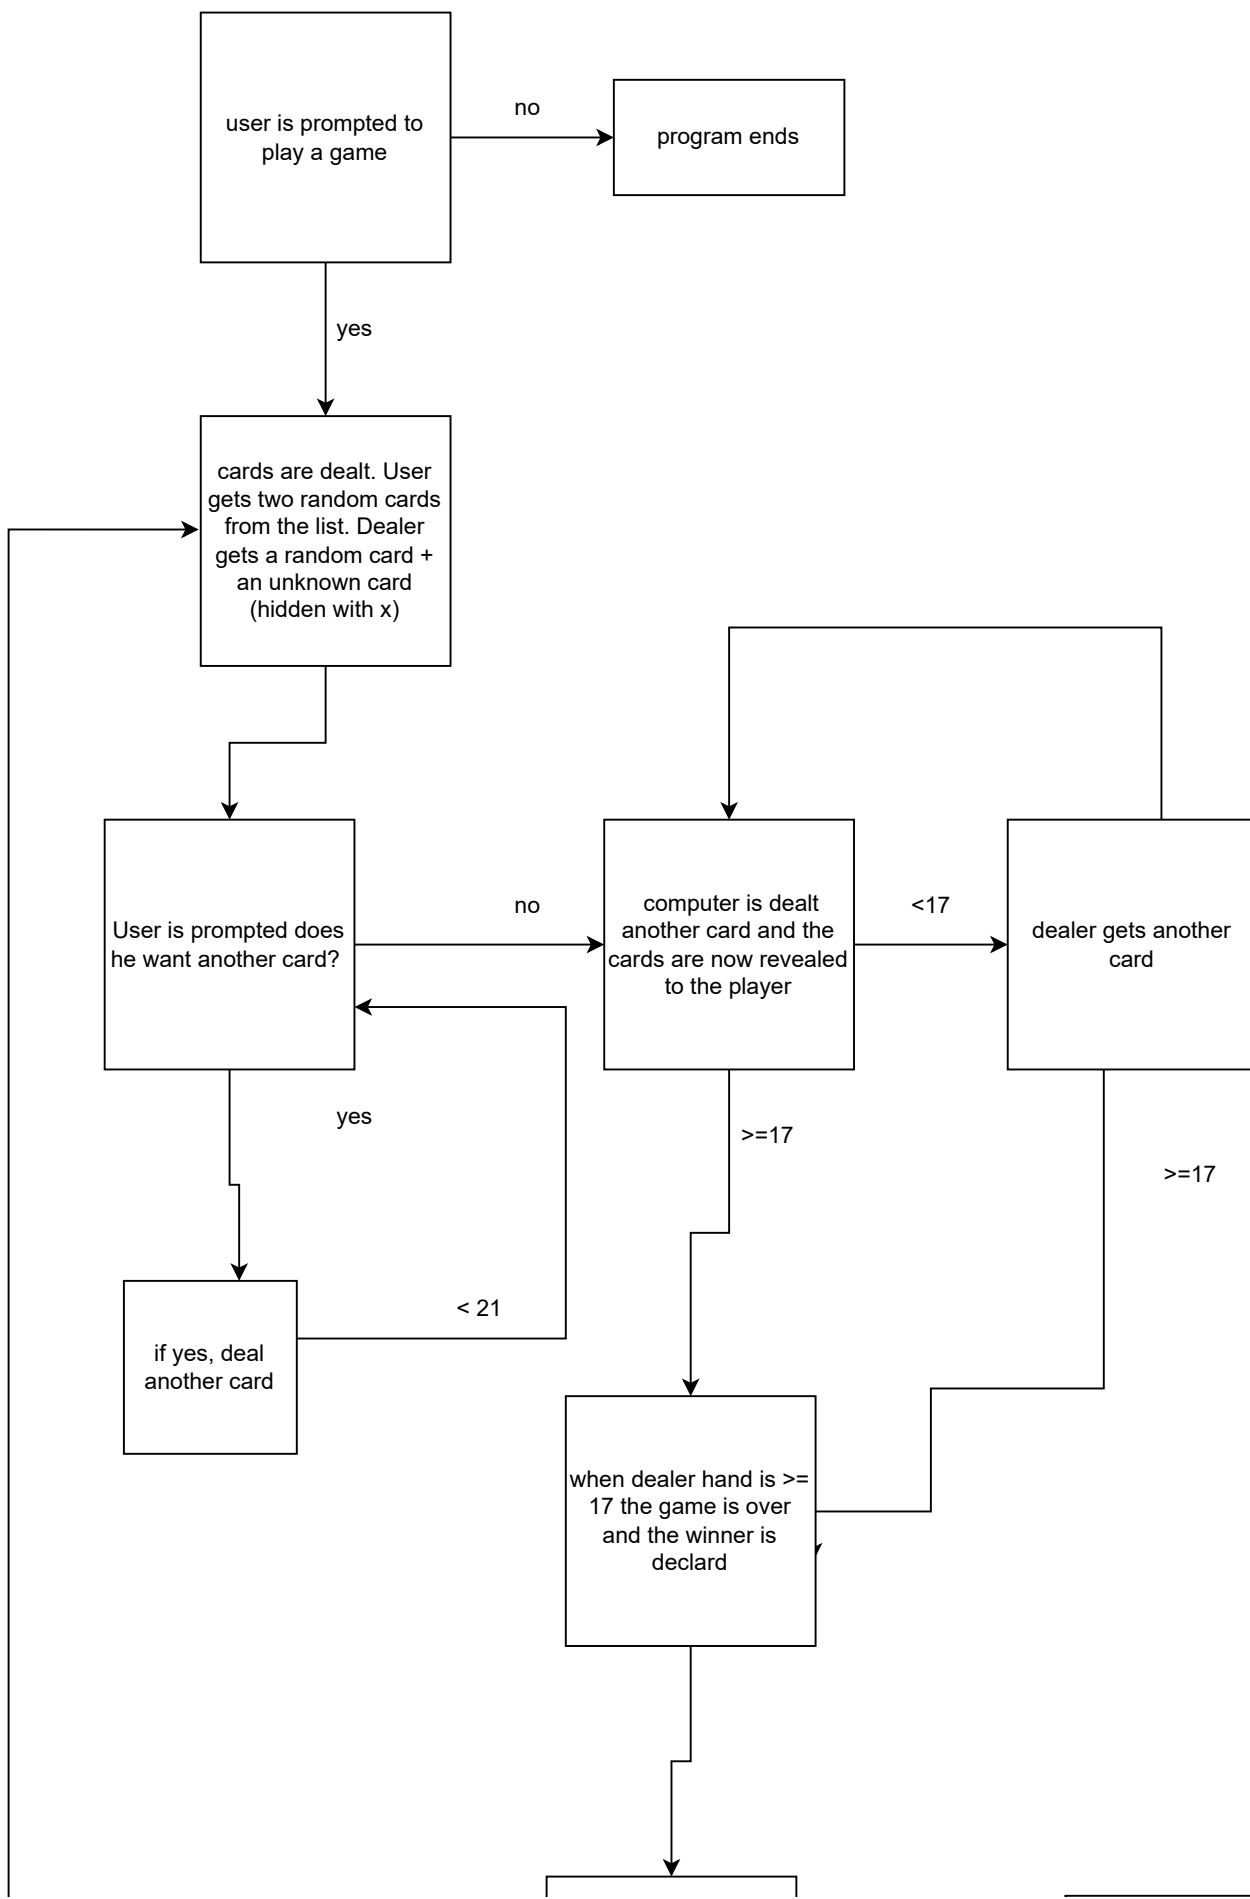 user is prompted to
play a game
no
program ends
yes
cards are dealt. User
gets two random cards
from the list. Dealer
gets a random card +
an unknown card
(hidden with x)
User is prompted does
he want another card?
no
computer is dealt
another card and the
cards are now revealed
to the player
<17
dealer gets another
card
yes
>=17
>=17
< 21
if yes, deal
another card
when dealer hand is >=
17 the game is over
and the winner is
declard